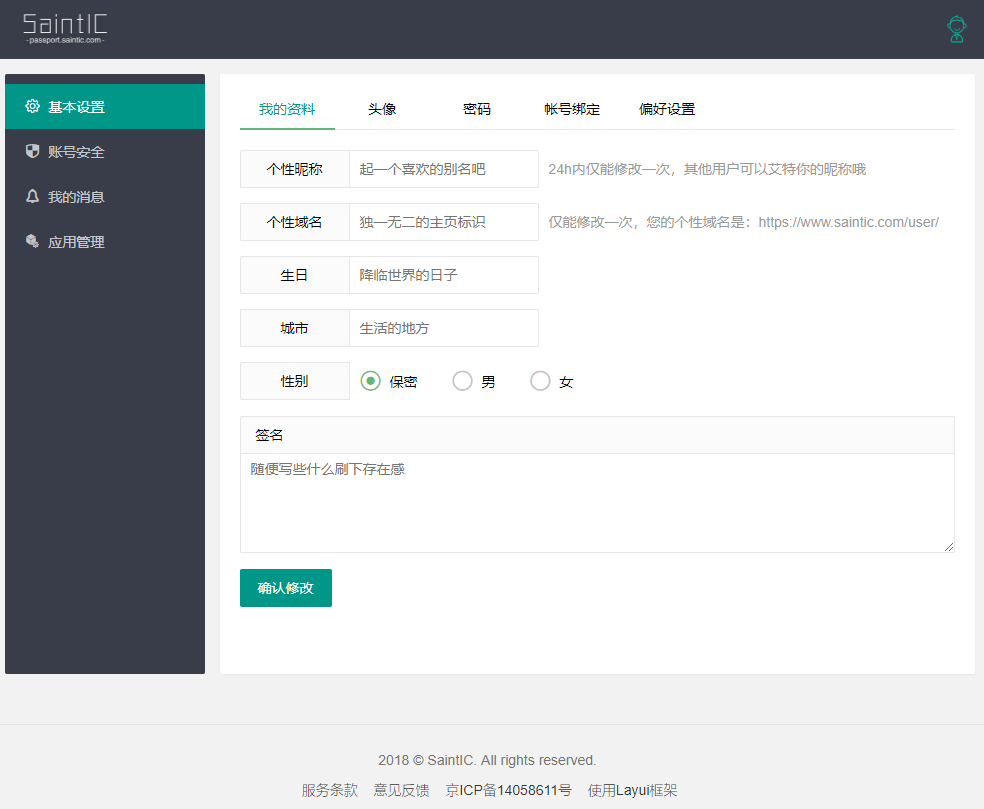 SaintIC
-passport.saintic.com-
基本设置
账号安全
我的消息
应用管理
我的资料 头像 密码 帐号绑定 偏好设置
个性昵称 起一个喜欢的别名吧 24h内仅能修改一次，其他用户可以艾特你的昵称哦
个性域名 独一无二的主页标识 仅能修改一次，您的个性域名是：https://www.saintic.com/user/
生日 降临世界的日子
城市 生活的地方
性别 保密 男 女
签名
随便写些什么刷下存在感
确认修改
2018 © SaintIC. All rights reserved.
服务条款 意见反馈 京ICP备14058611号 使用Layui框架